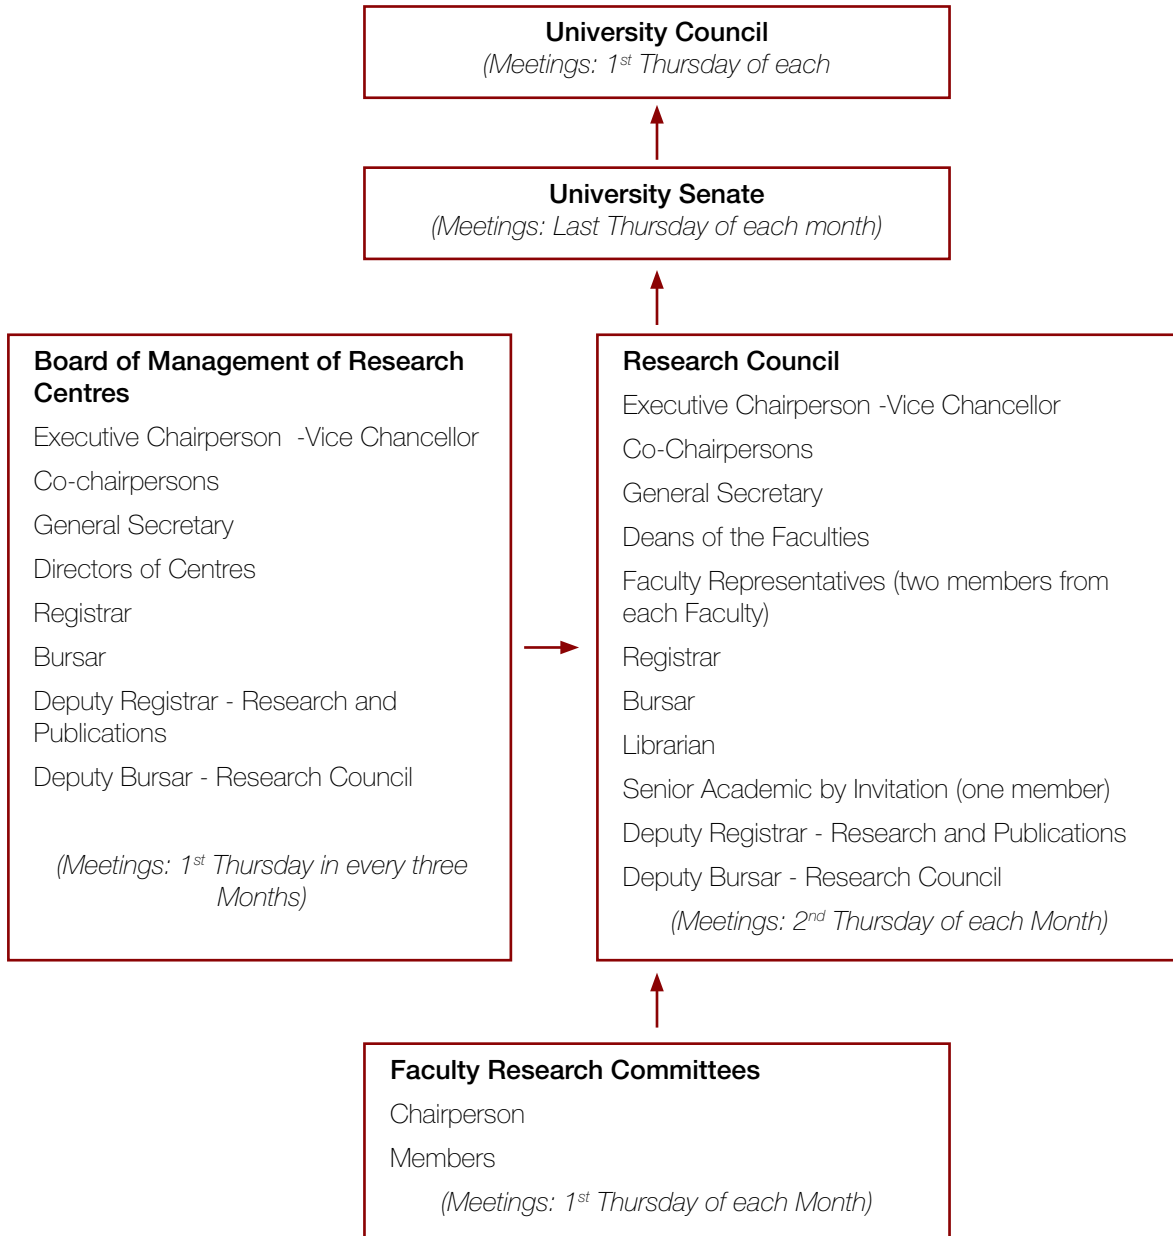 University Council
(Meetings: 1st Thursday of each
University Senate
(Meetings: Last Thursday of each month)
Board of Management of Research
Centres
Executive Chairperson -Vice Chancellor
Co-chairpersons
General Secretary
Directors of Centres
Registrar
Bursar
Deputy Registrar - Research and
Publications
Deputy Bursar - Research Council
(Meetings: 1st Thursday in every three
Months)
Research Council
Executive Chairperson -Vice Chancellor
Co-Chairpersons
General Secretary
Deans of the Faculties
Faculty Representatives (two members from
each Faculty)
Registrar
Bursar
Librarian
Senior Academic by Invitation (one member)
Deputy Registrar - Research and Publications
Deputy Bursar - Research Council
(Meetings: 2nd Thursday of each Month)
Faculty Research Committees
Chairperson
Members
(Meetings: 1st Thursday of each Month)